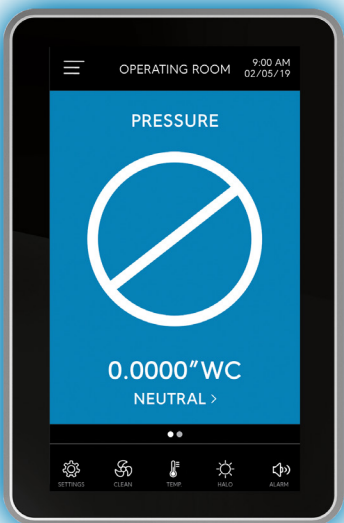 OPERATING ROOM
9:00 AM
02/05/19
PRESSURE
0.0000"WC
NEUTRAL >
SETTINGS
CLEAN
TEMP.
HALO
ALARM